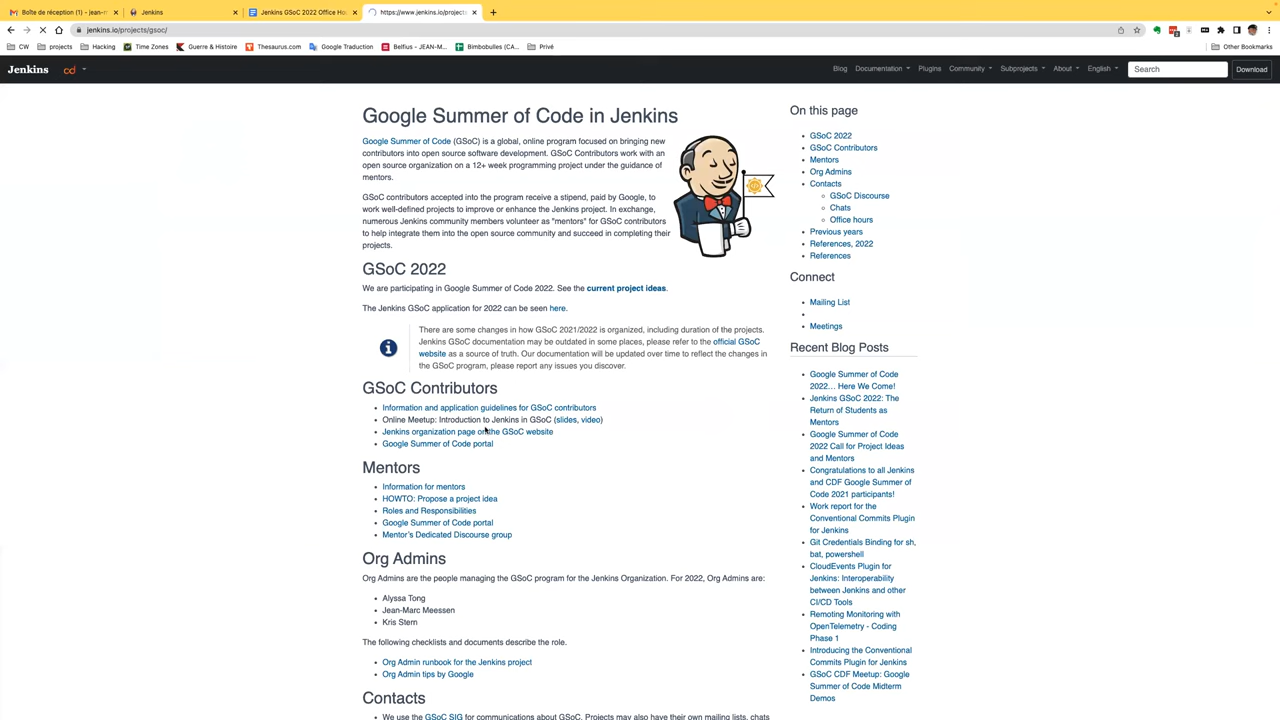 Boîte de réception (1) – jean-m
Jenkins
Jenkins GSoC 2022 Office Ho
https://www.jenkins.io/project
jenkins.io/projects/gsoc/
CW
projects
Hacking
Time Zones
Guerre & Histoire
Thesaurus.com
Google Traduction
Belfius - JEAN-M...
Bimbobulles (CA...
Privé
Other Bookmarks
Jenkins
cd
Blog
Documentation
Plugins
Community
Subprojects
About
English
Search
Download
Google Summer of Code in Jenkins
Google Summer of Code (GSoC) is a global, online program focused on bringing new
contributors into open source software development. GSoC Contributors work with an
open source organization on a 12+ week programming project under the guidance of
mentors.
GSoC contributors accepted into the program receive a stipend, paid by Google, to
work well-defined projects to improve or enhance the Jenkins project. In exchange,
numerous Jenkins community members volunteer as "mentors" for GSoC contributors
to help integrate them into the open source community and succeed in completing their
projects.
GSoC 2022
We are participating in Google Summer of Code 2022. See the current project ideas.
The Jenkins GSoC application for 2022 can be seen here.
There are some changes in how GSoC 2021/2022 is organized, including duration of the projects.
Jenkins GSoC documentation may be outdated in some places, please refer to the official GSoC
website as a source of truth. Our documentation will be updated over time to reflect the changes in
the GSoC program, please report any issues you discover.
GSoC Contributors
Information and application guidelines for GSoC contributors
Online Meetup: Introduction to Jenkins in GSoC (slides, video)
Jenkins organization page on the GSoC website
Google Summer of Code portal
Mentors
Information for mentors
HOWTO: Propose a project idea
Roles and Responsibilities
Google Summer of Code portal
Mentor's Dedicated Discourse group
Org Admins
Org Admins are the people managing the GSoC program for the Jenkins Organization. For 2022, Org Admins are:
Alyssa Tong
Jean-Marc Meessen
Kris Stern
The following checklists and documents describe the role.
Org Admin runbook for the Jenkins project
Org Admin tips by Google
Contacts
We use the GSoC SIG for communications about GSoC. Projects may also have their own mailing lists, chats
On this page
GSoC 2022
GSoC Contributors
Mentors
Org Admins
Contacts
GSoC Discourse
Chats
Office hours
Previous years
References, 2022
References
Connect
Mailing List
Meetings
Recent Blog Posts
Google Summer of Code
2022... Here We Come!
Jenkins GSoC 2022: The
Return of Students as
Mentors
Google Summer of Code
2022 Call for Project Ideas
and Mentors
Congratulations to all Jenkins
and CDF Google Summer of
Code 2021 participants!
Work report for the
Conventional Commits Plugin
for Jenkins
Git Credentials Binding for sh,
bat, powershell
CloudEvents Plugin for
Jenkins: Interoperability
between Jenkins and other
CI/CD Tools
Remoting Monitoring with
OpenTelemetry - Coding
Phase 1
Introducing the Conventional
Commits Plugin for Jenkins
GSoC CDF Meetup: Google
Summer of Code Midterm
Demos